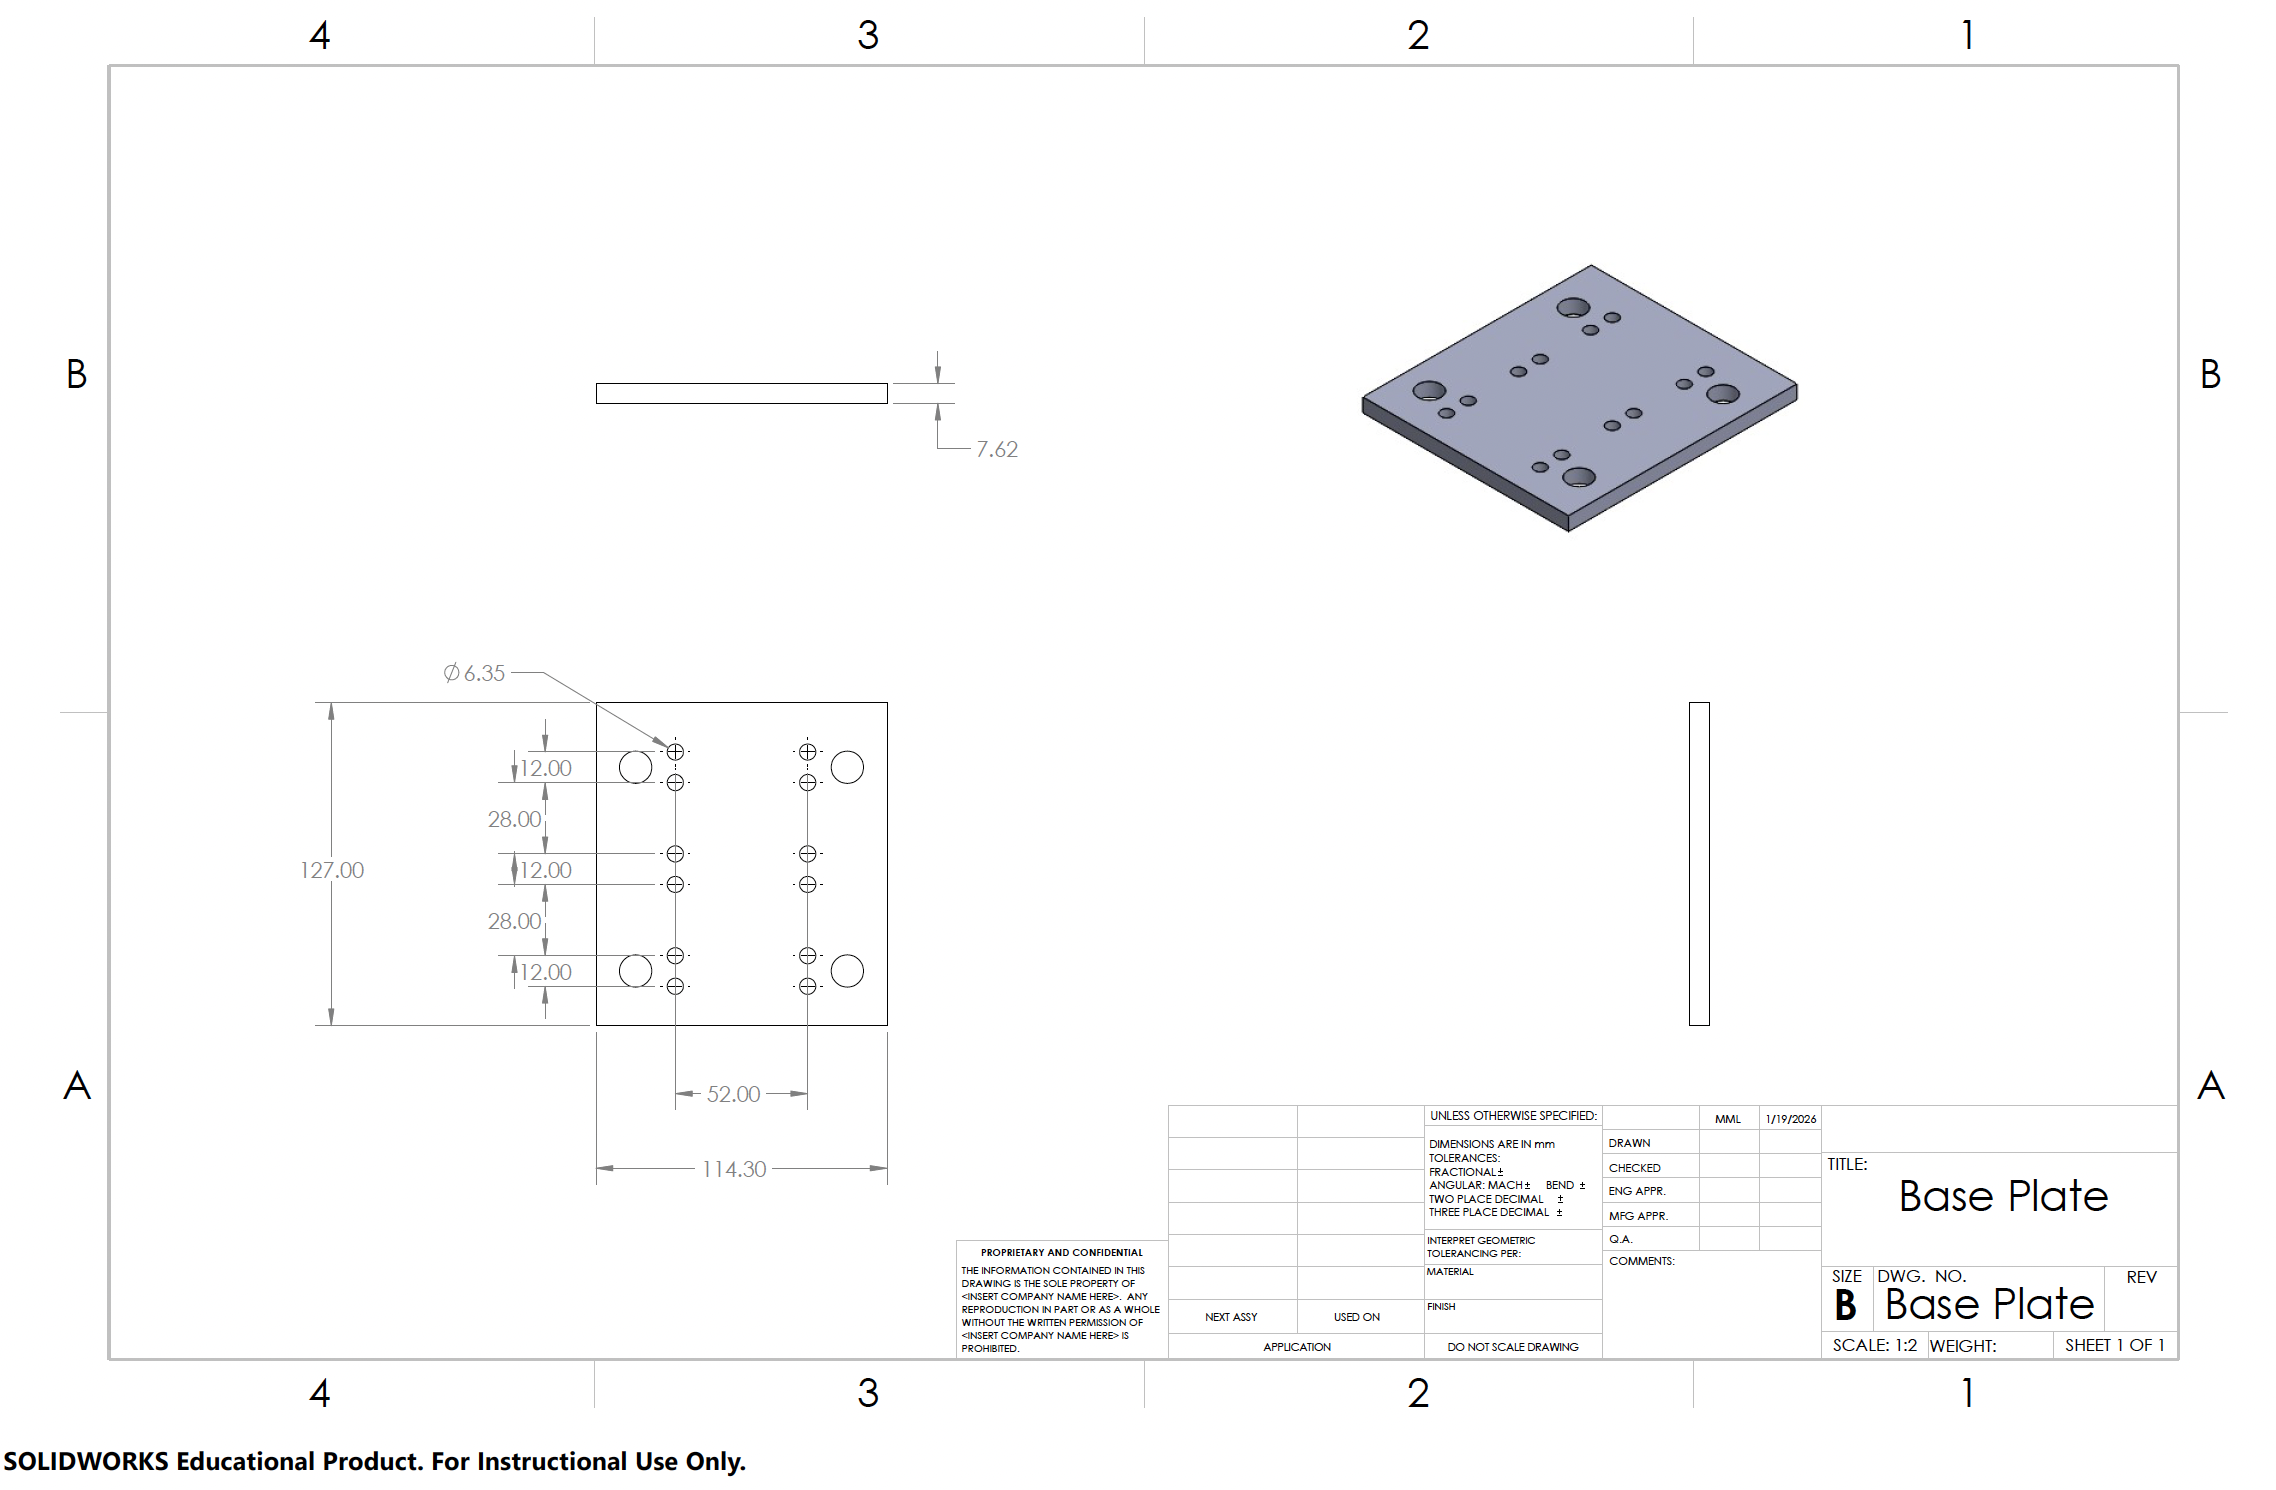 4 3 2 1
B B
7.62
⌀6.35
12.00
28.00
127.00 12.00
28.00
12.00
A A
52.00
114.30
UNLESS OTHERWISE SPECIFIED:
DIMENSIONS ARE IN mm
TOLERANCES:
FRACTIONAL±
ANGULAR: MACH± BEND ±
TWO PLACE DECIMAL ±
THREE PLACE DECIMAL ±
INTERPRET GEOMETRIC
TOLERANCING PER:
MATERIAL
FINISH
DO NOT SCALE DRAWING
MML 1/19/2026
DRAWN
CHECKED
ENG APPR.
MFG APPR.
Q.A.
COMMENTS:
TITLE:
Base Plate
SIZE DWG. NO. REV
B Base Plate
SCALE: 1:2 WEIGHT: SHEET 1 OF 1
PROPRIETARY AND CONFIDENTIAL
THE INFORMATION CONTAINED IN THIS
DRAWING IS THE SOLE PROPERTY OF
<INSERT COMPANY NAME HERE>. ANY
REPRODUCTION IN PART OR AS A WHOLE
WITHOUT THE WRITTEN PERMISSION OF
<INSERT COMPANY NAME HERE> IS
PROHIBITED.
NEXT ASSY USED ON
APPLICATION
4 3 2 1
SOLIDWORKS Educational Product. For Instructional Use Only.